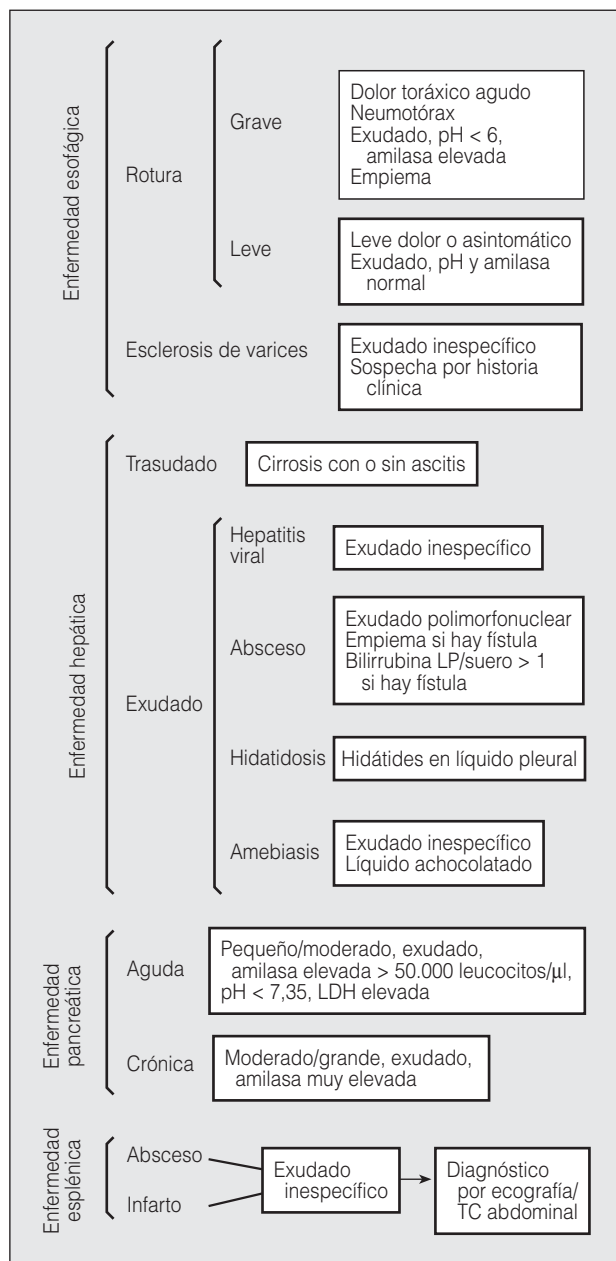 Enfermedad esofágica
Rotura
Grave
Dolor toráxico agudo
Neumotórax
Exudado, pH < 6,
amilasa elevada
Empiema
Leve
Leve dolor o asintomático
Exudado, pH y amilasa
normal
Esclerosis de varices
Exudado inespecífico
Sospecha por historia
clínica
Enfermedad hepática
Trasudado
Cirrosis con o sin ascitis
Exudado
Hepatitis
viral
Exudado inespecífico
Absceso
Exudado polimorfonuclear
Empiema si hay fístula
Bilirrubina LP/suero > 1
si hay fístula
Hidatidosis
Hidátides en líquido pleural
Amebiasis
Exudado inespecífico
Líquido achocolatado
Enfermedad
pancreática
Aguda
Pequeño/moderado, exudado,
amilasa elevada > 50.000 leucocitos/μl,
pH < 7,35, LDH elevada
Crónica
Moderado/grande, exudado,
amilasa muy elevada
Enfermedad
esplénica
Absceso
Infarto
Exudado
inespecífico
Diagnóstico
por ecografía/
TC abdominal